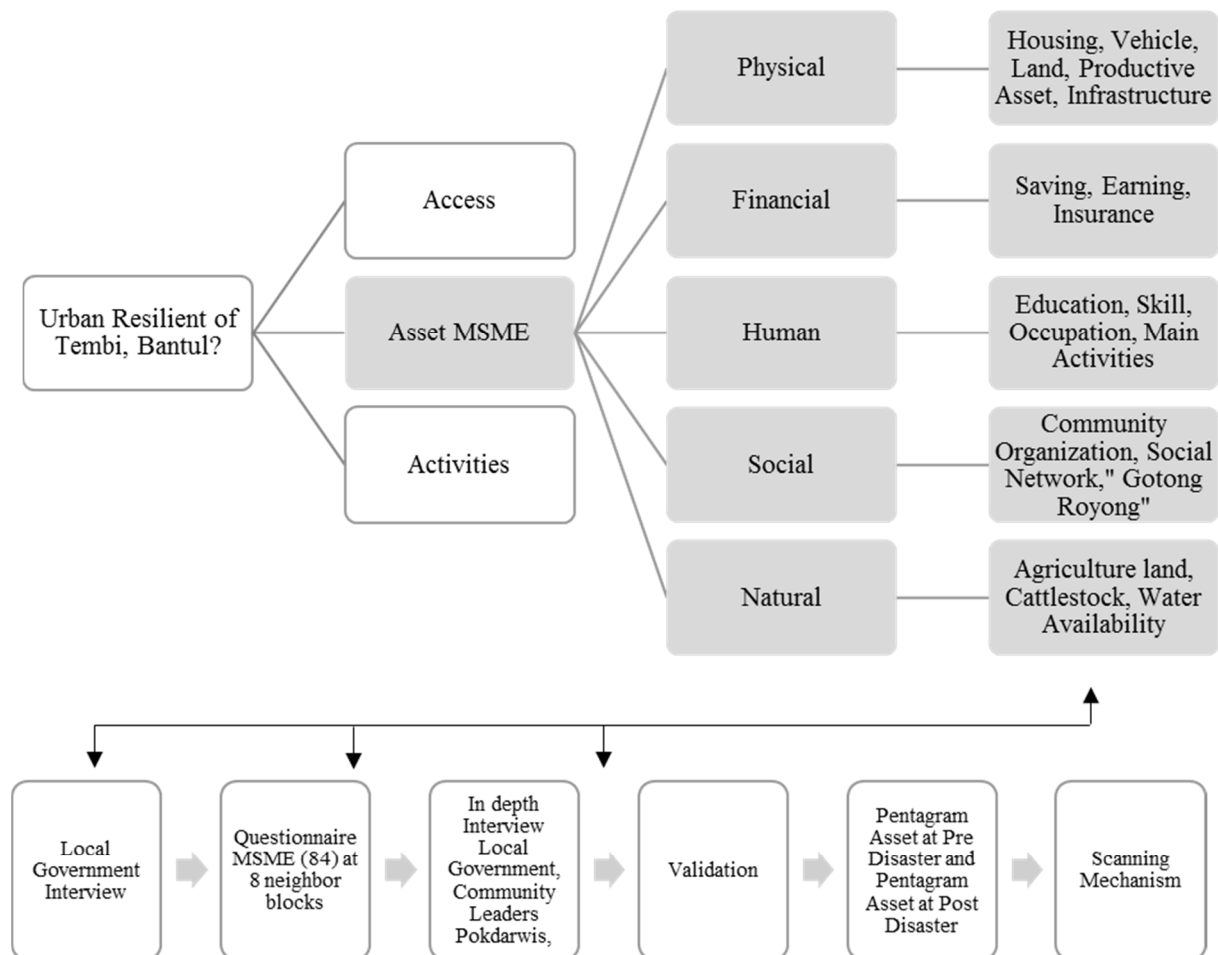 Urban Resilient of
Tembi, Bantul?
Access
Asset MSME
Activities
Physical
Financial
Human
Social
Natural
Housing, Vehicle,
Land, Productive
Asset, Infrastructure
Saving, Earning,
Insurance
Education, Skill,
Occupation, Main
Activities
Community
Organization, Social
Network," Gotong
Royong"
Agriculture land,
Cattlestock, Water
Availability
Local
Government
Interview
Questionnaire
MSME (84) at
8 neighbor
blocks
In depth
Interview
Local
Government,
Community
Leaders
Pokdarwis,
Validation
Pentagram
Asset at Pre
Disaster and
Pentagram
Asset at Post
Disaster
Scanning
Mechanism